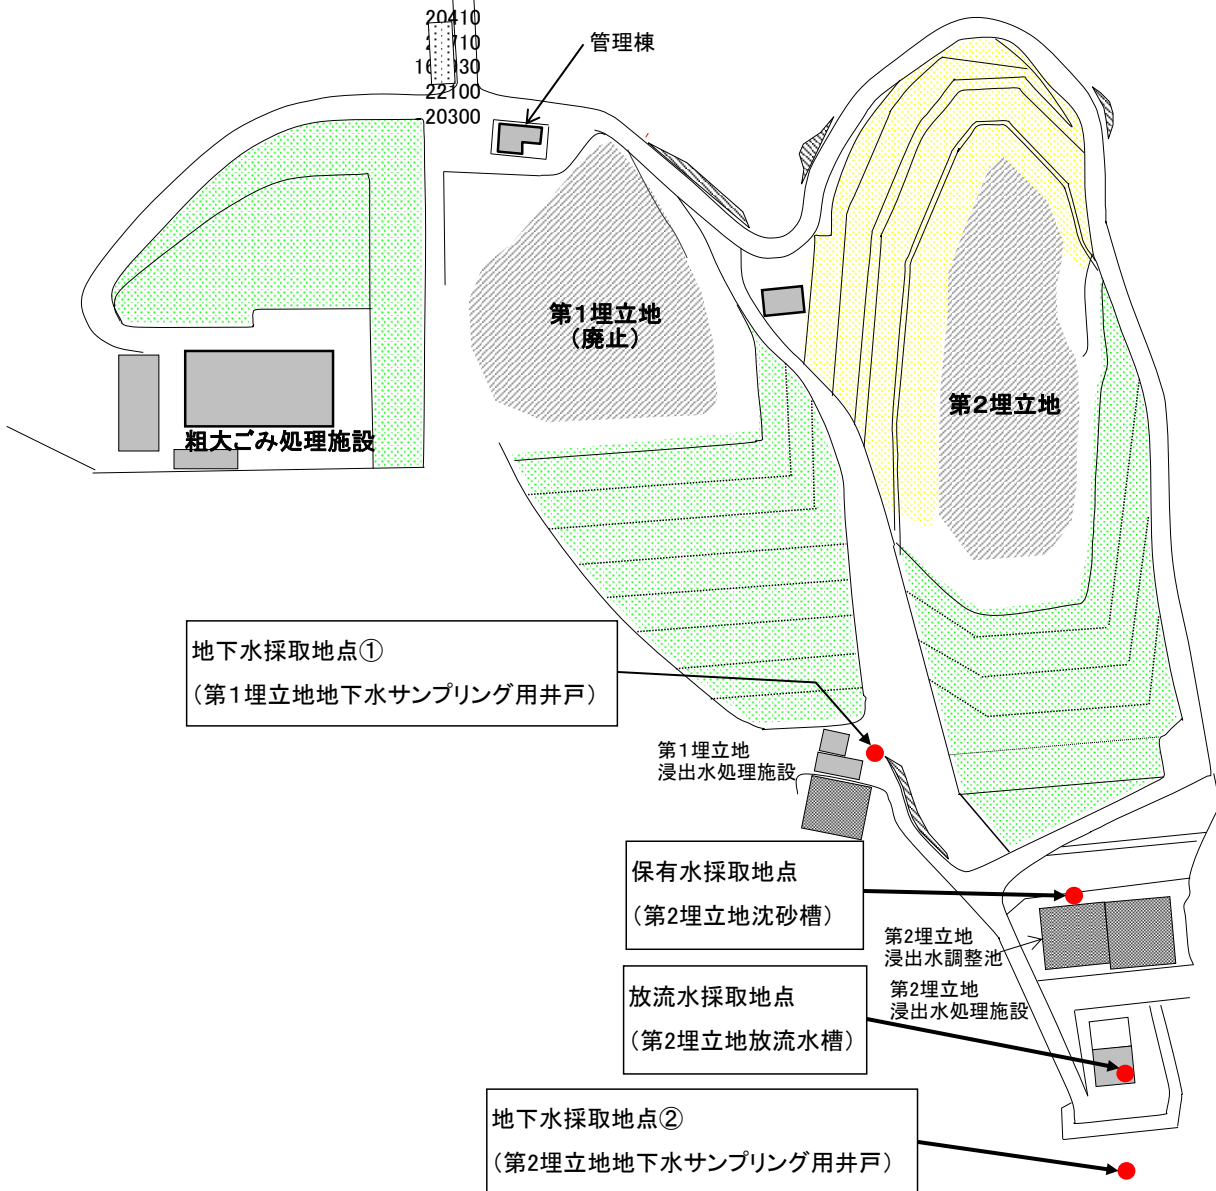 20410
22100
-20300
管理棟
第1埋立地
(廃止)
第2埋立地
粗大ごみ処理施設
地下水採取地点①
(第1埋立地地下水サンプリング用井戸)
第1埋立地
浸出水処理施設
保有水採取地点
(第2埋立地沈砂槽)
第2埋立地
浸出水調整池
放流水採取地点
(第2埋立地放流水槽)
第2埋立地
浸出水処理施設
地下水採取地点②
(第2埋立地地下水サンプリング用井戸)